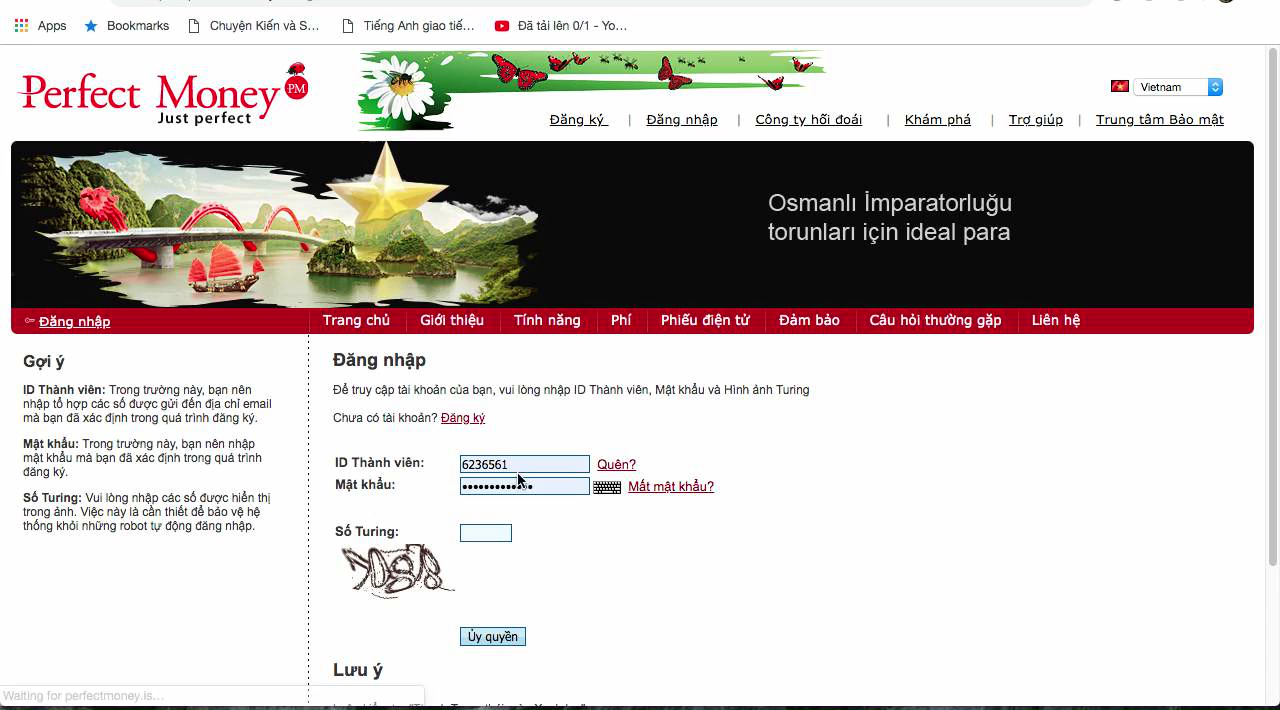 Apps
Bookmarks
Chuyện Kiến và S…
Tiếng Anh giao tiế…
Đã tải lên 0/1 - Yo…
Perfect Money
PM
Just perfect
Vietnam
Đăng ký | Đăng nhập | Công ty hối đoái | Khám phá | Trợ giúp | Trung tâm Bảo mật
Osmanlı İmparatorluğu
torunları için ideal para
Đăng nhập
Trang chủ
Giới thiệu
Tính năng
Phí
Phiếu điện tử
Đảm bảo
Câu hỏi thường gặp
Liên hệ
Gợi ý
ID Thành viên: Trong trường này, bạn nên
nhập tổ hợp các số được gửi đến địa chỉ email
mà bạn đã xác định trong quá trình đăng ký.
Mật khẩu: Trong trường này, bạn nên nhập
mật khẩu mà bạn đã xác định trong quá trình
đăng ký.
Số Turing: Vui lòng nhập các số được hiển thị
trong ảnh. Việc này là cần thiết để bảo vệ hệ
thống khỏi những robot tự động đăng nhập.
Đăng nhập
Để truy cập tài khoản của bạn, vui lòng nhập ID Thành viên, Mật khẩu và Hình ảnh Turing
Chưa có tài khoản? Đăng ký
ID Thành viên: 6236561 Quên?
Mật khẩu: ••••••••••••• Mất mật khẩu?
Số Turing:
Ủy quyền
Lưu ý
Waiting for perfectmoney.is…